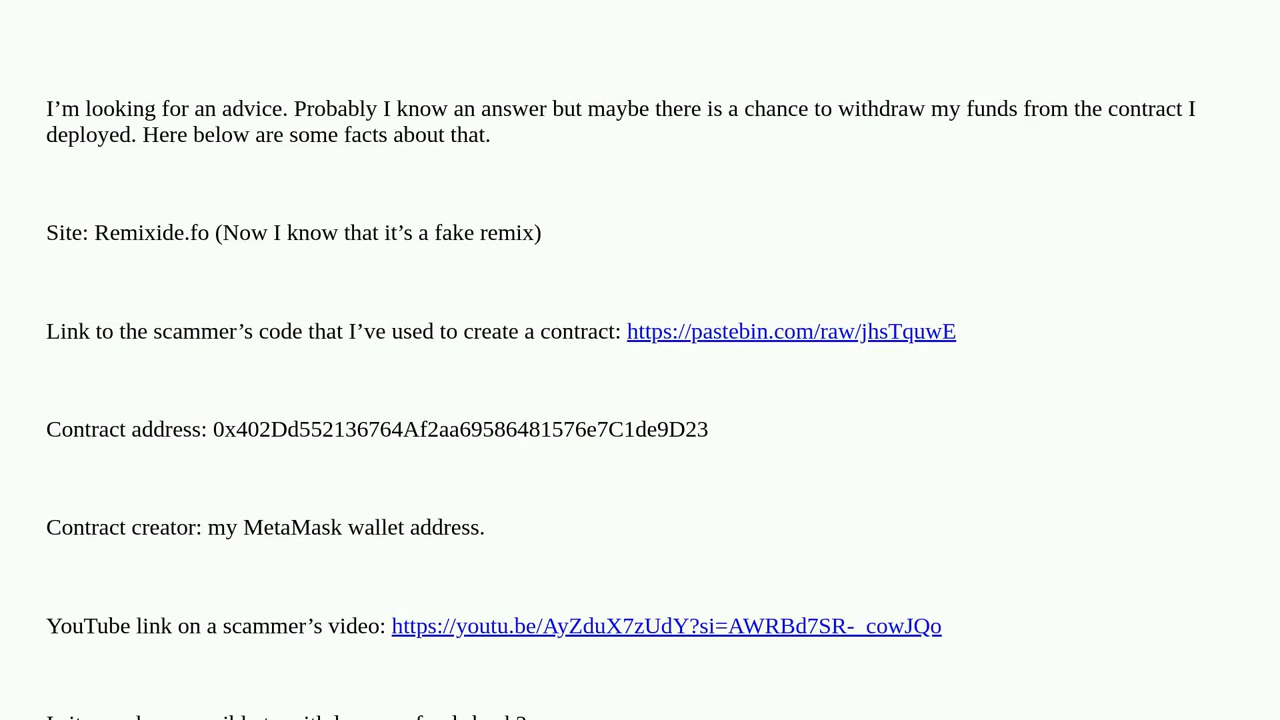 I’m looking for an advice. Probably I know an answer but maybe there is a chance to withdraw my funds from the contract I
deployed. Here below are some facts about that.
Site: Remixide.fo (Now I know that it’s a fake remix)
Link to the scammer’s code that I’ve used to create a contract: https://pastebin.com/raw/jhsTquwE
Contract address: 0x402Dd552136764Af2aa69586481576e7C1de9D23
Contract creator: my MetaMask wallet address.
YouTube link on a scammer’s video: https://youtu.be/AyZduX7zUdY?si=AWRBd7SR-_cowJQo